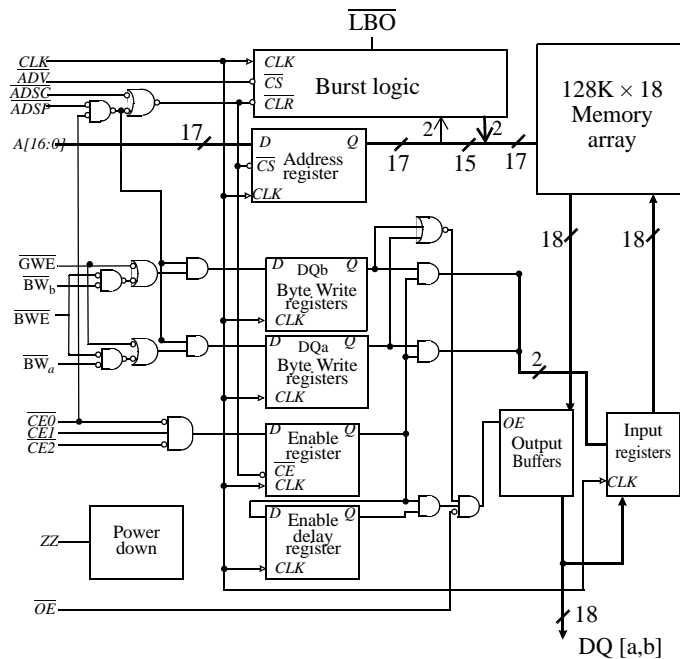 LBO
CLK
ADV
ADSC
ADSP
A[16:0]
17
CLK
CS
CLR
Burst logic
128K × 18
Memory
array
D
Q
CS
Address
register
CLK
17
2
15
2
17
18
18
GWE
BWb
BWE
BWa
D
DQb
Q
Byte Write
registers
CLK
D
DQa
Q
Byte Write
registers
CLK
2
CE0
CE1
CE2
D
Enable
Q
register
CE
CLK
OE
Output
Buffers
Input
registers
CLK
D
Enable
Q
delay
register
CLK
ZZ
Power
down
OE
18
DQ [a,b]